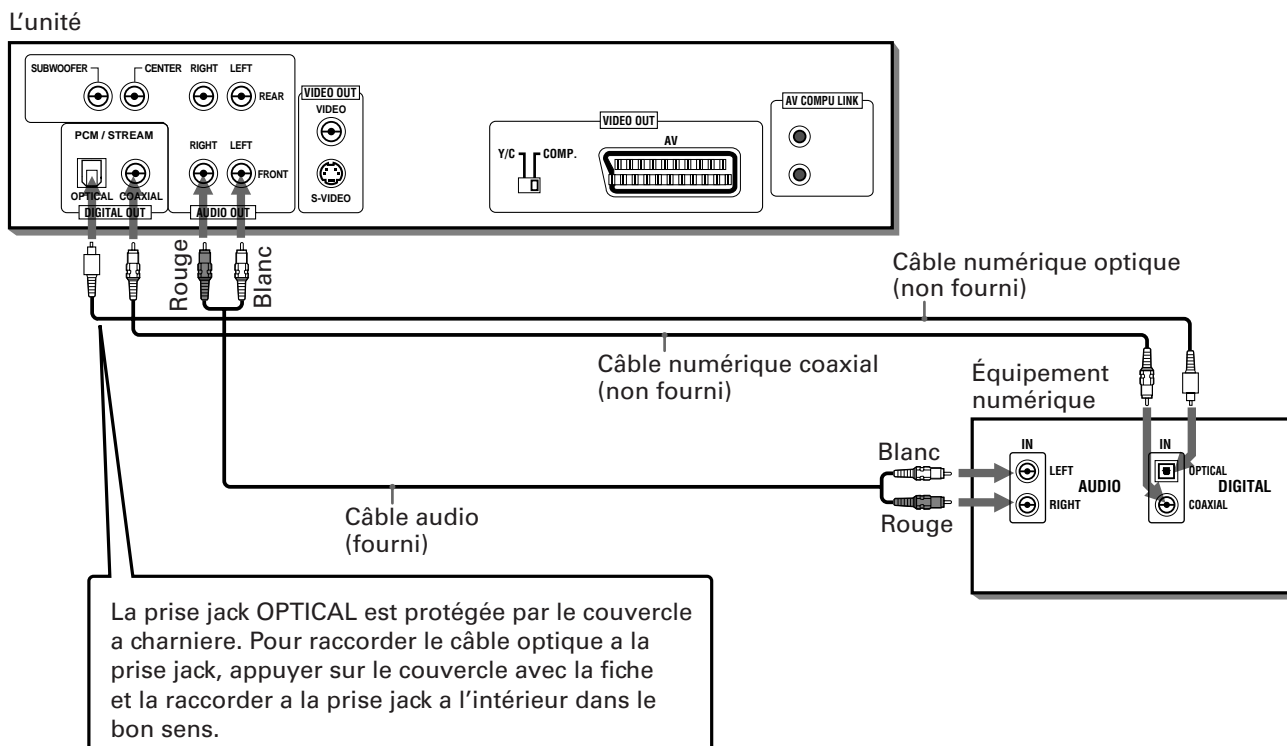 L'unité
SUBWOOFER
CENTER
RIGHT
LEFT
REAR
PCM / STREAM
RIGHT
LEFT
FRONT
OPTICAL
COAXIAL
DIGITAL OUT
AUDIO OUT
VIDEO OUT
VIDEO
S-VIDEO
VIDEO OUT
Y/C
COMP.
AV
AV COMPU LINK
Rouge
Blanc
Câble numérique optique
(non fourni)
Câble numérique coaxial
(non fourni)
Équipement
numérique
Blanc
Rouge
IN
LEFT
RIGHT
AUDIO
IN
OPTICAL
COAXIAL
DIGITAL
Câble audio
(fourni)
La prise jack OPTICAL est protégée par le couvercle
a charniere. Pour raccorder le câble optique a la
prise jack, appuyer sur le couvercle avec la fiche
et la raccorder a la prise jack a l'intérieur dans le
bon sens.